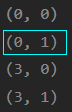 (0, 0)
(0, 1)
(3, 0)
(3, 1)